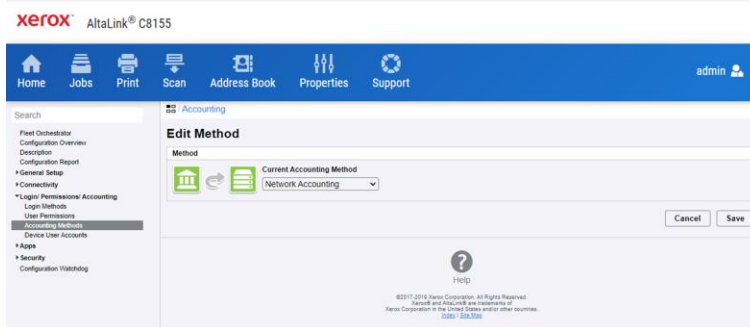 xerox™ AltaLink® C8155
Home Jobs Print Scan Address Book Properties Support admin
Search
Fleet Orchestrator
Configuration Overview
Description
Configuration Report
General Setup
Connectivity
Login/ Permissions/ Accounting
Login Methods
User Permissions
Accounting Methods
Device User Accounts
Apps
Security
Configuration Watchdog
/ Accounting
Edit Method
Method
Current Accounting Method
Network Accounting
Cancel Save
Help
©2017-2019 Xerox Corporation. All Rights Reserved.
Xerox® and AltaLink® are trademarks of
Xerox Corporation in the United States and/or other countries.
Index | Site Map